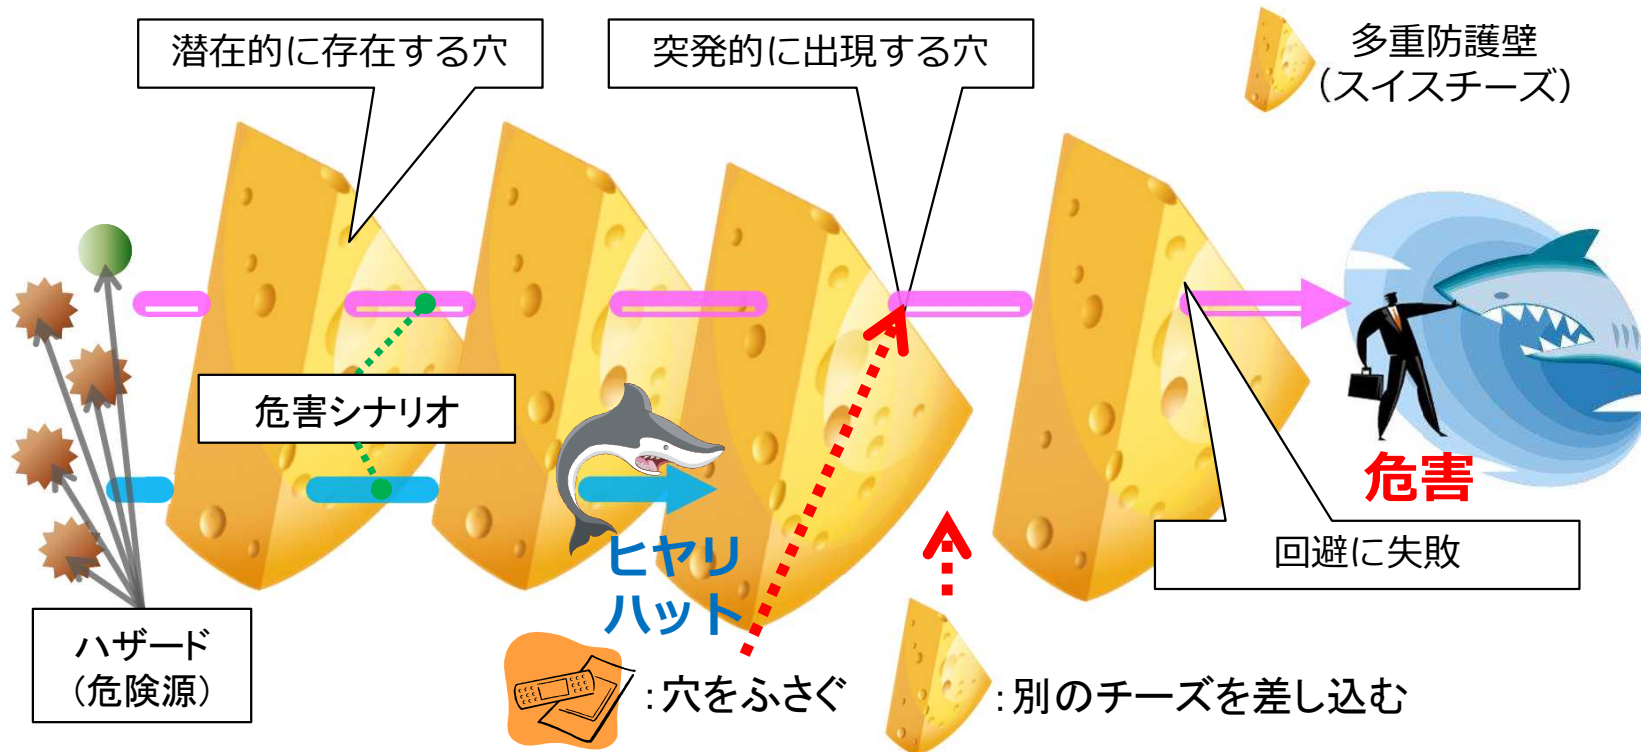 潜在的に存在する穴
突発的に出現する穴
多重防護壁
（スイスチーズ）
危害シナリオ
ヒヤリ
ハット
危害
回避に失敗
ハザード
（危険源）
：穴をふさぐ
：別のチーズを差し込む